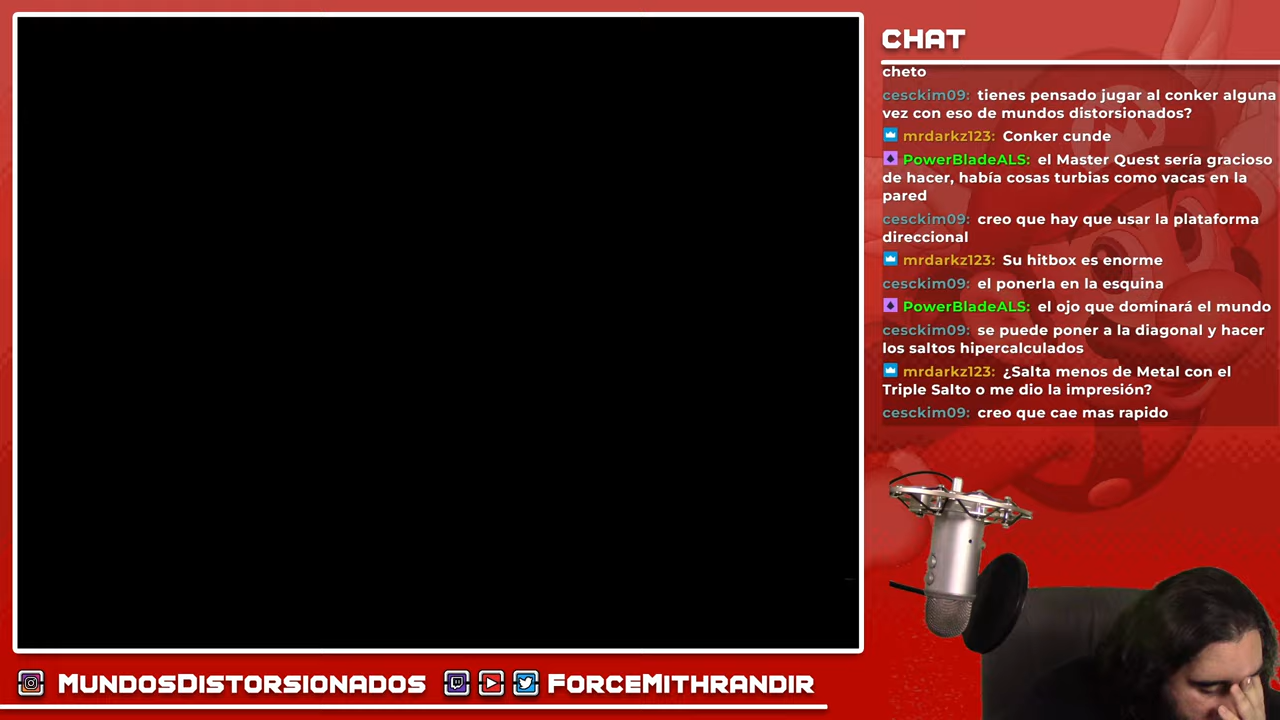 CHAT
cheto
cesckim09: tienes pensado jugar al conker alguna
vez con eso de mundos distorsionados?
mrdarkz123: Conker cunde
PowerBladeALS: el Master Quest sería gracioso
de hacer, había cosas turbias como vacas en la
pared
cesckim09: creo que hay que usar la plataforma
direccional
mrdarkz123: Su hitbox es enorme
cesckim09: el ponerla en la esquina
PowerBladeALS: el ojo que dominará el mundo
cesckim09: se puede poner a la diagonal y hacer
los saltos hipercalculados
mrdarkz123: ¿Salta menos de Metal con el
Triple Salto o me dio la impresión?
cesckim09: creo que cae mas rapido
MUNDOSDISTORSIONADOS FORCEMITHRANDIR